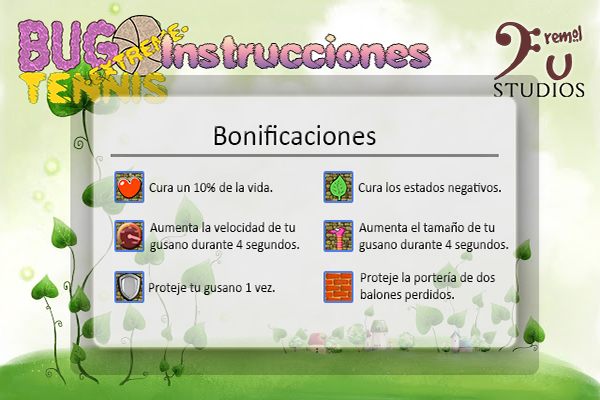 BUG
EXTREME:
TENNIS
Instrucciones
Fremol
U
STUDIOS
Bonificaciones
Cura un 10% de la vida.
Cura los estados negativos.
Aumenta la velocidad de tu
gusano durante 4 segundos.
Aumenta el tamaño de tu
gusano durante 4 segundos.
Proteje tu gusano 1 vez.
Proteje la portería de dos
balones perdidos.